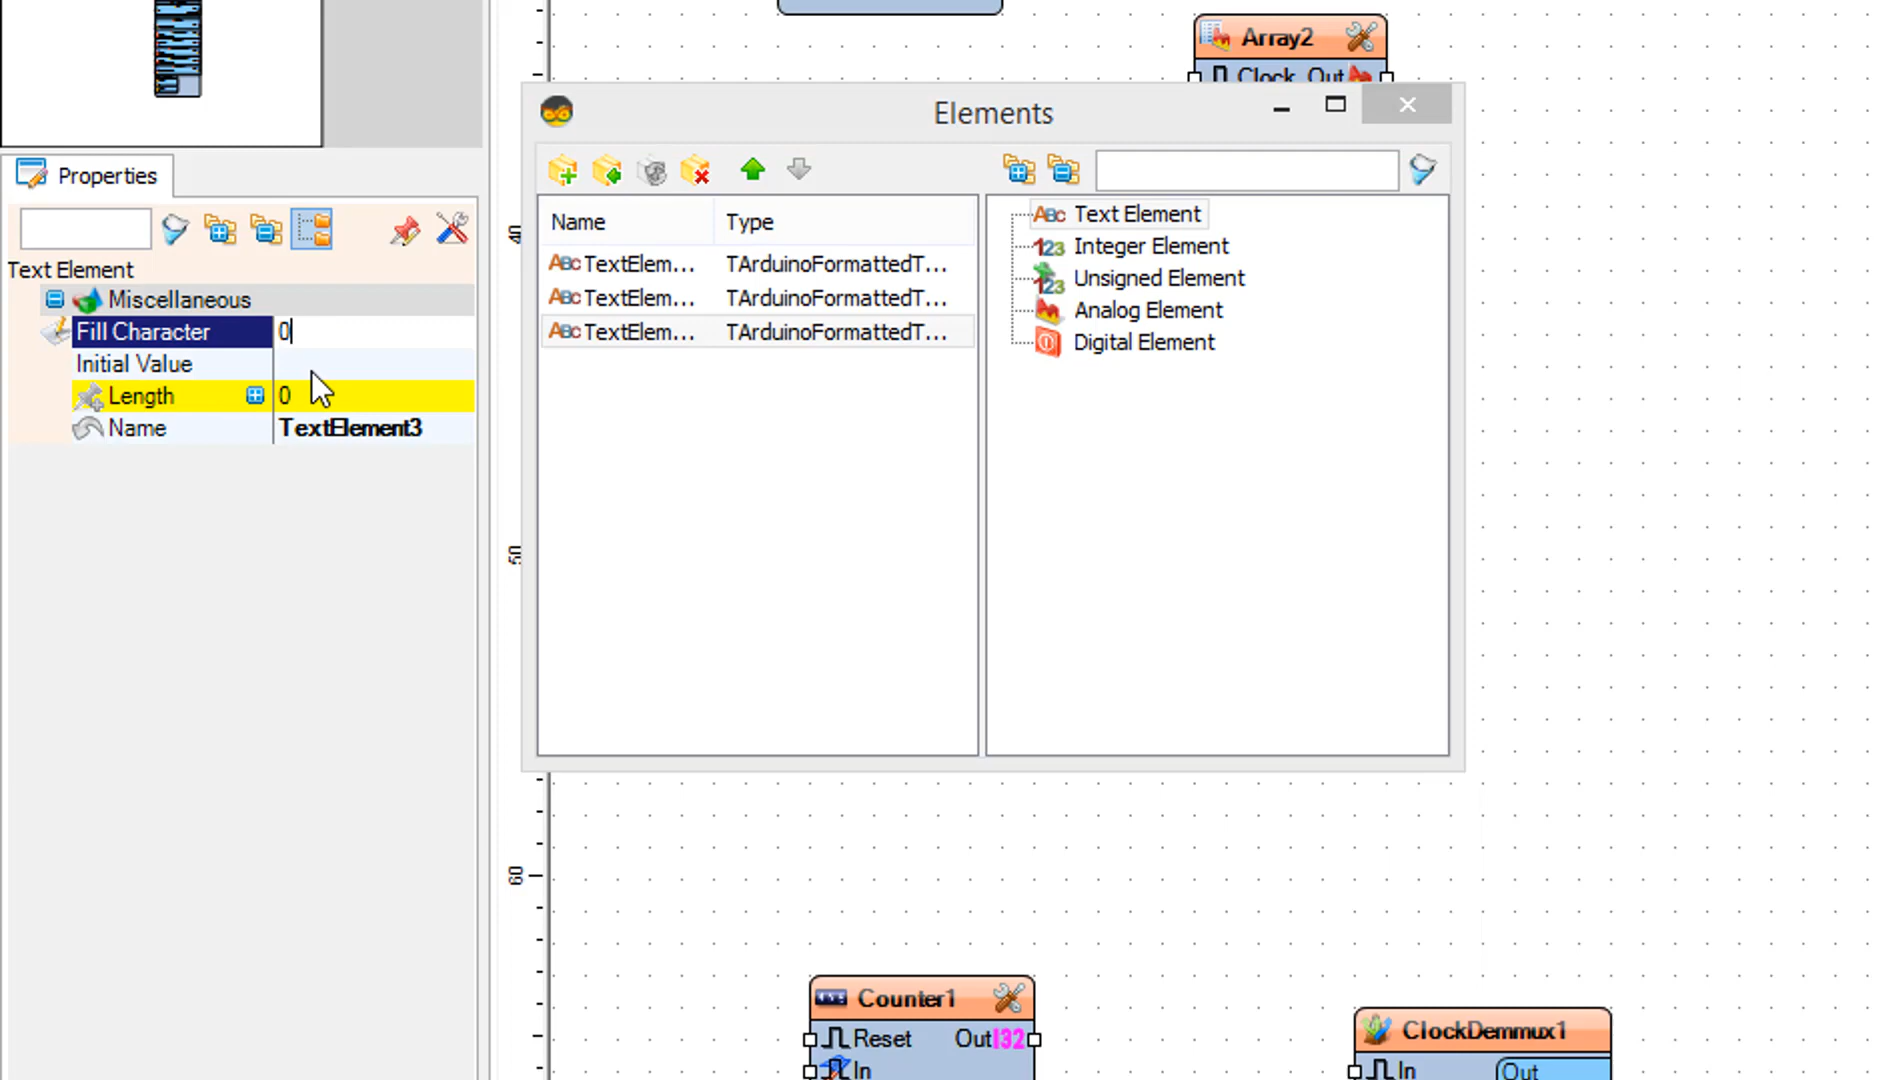 Array2
Clock Out
Elements
Properties
Name Type
Text Element
Text Element
Integer Element
Miscellaneous
TextElem... TArduinoFormattedT...
Unsigned Element
Fill Character 0
TextElem... TArduinoFormattedT...
Analog Element
Initial Value
TextElem... TArduinoFormattedT...
Digital Element
Length 0
Name TextElement3
40
50
60
Counter1
Reset Out I32
In
ClockDemmux1
In Out